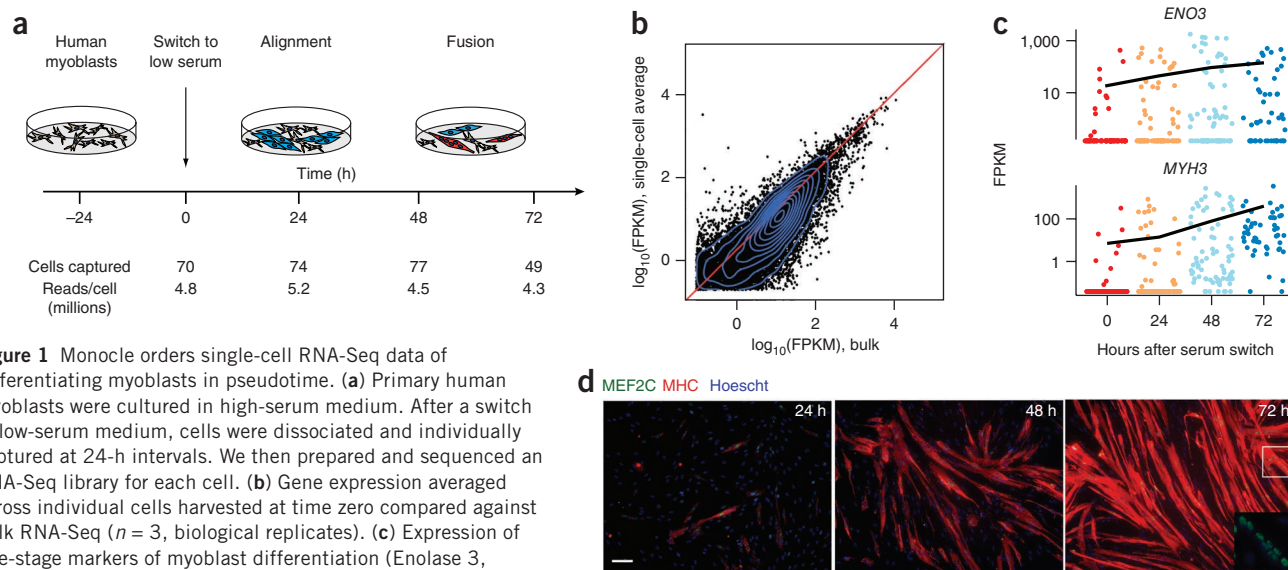 a
Human myoblasts
Switch to low serum
Alignment
Fusion
Time (h)
–24 0 24 48 72
Cells captured 70 74 77 49
Reads/cell (millions) 4.8 5.2 4.5 4.3
b
log10(FPKM), single-cell average
4
2
0
0 2 4
log10(FPKM), bulk
c
ENO3
1,000
10
FPKM
MYH3
100
1
0 24 48 72
Hours after serum switch
d MEF2C MHC Hoescht
24 h
48 h
72 h
gure 1 Monocle orders single-cell RNA-Seq data of
fferentiating myoblasts in pseudotime. (a) Primary human
yoblasts were cultured in high-serum medium. After a switch
low-serum medium, cells were dissociated and individually
ptured at 24-h intervals. We then prepared and sequenced an
NA-Seq library for each cell. (b) Gene expression averaged
ross individual cells harvested at time zero compared against
lk RNA-Seq (n = 3, biological replicates). (c) Expression of
e-stage markers of myoblast differentiation (Enolase 3,